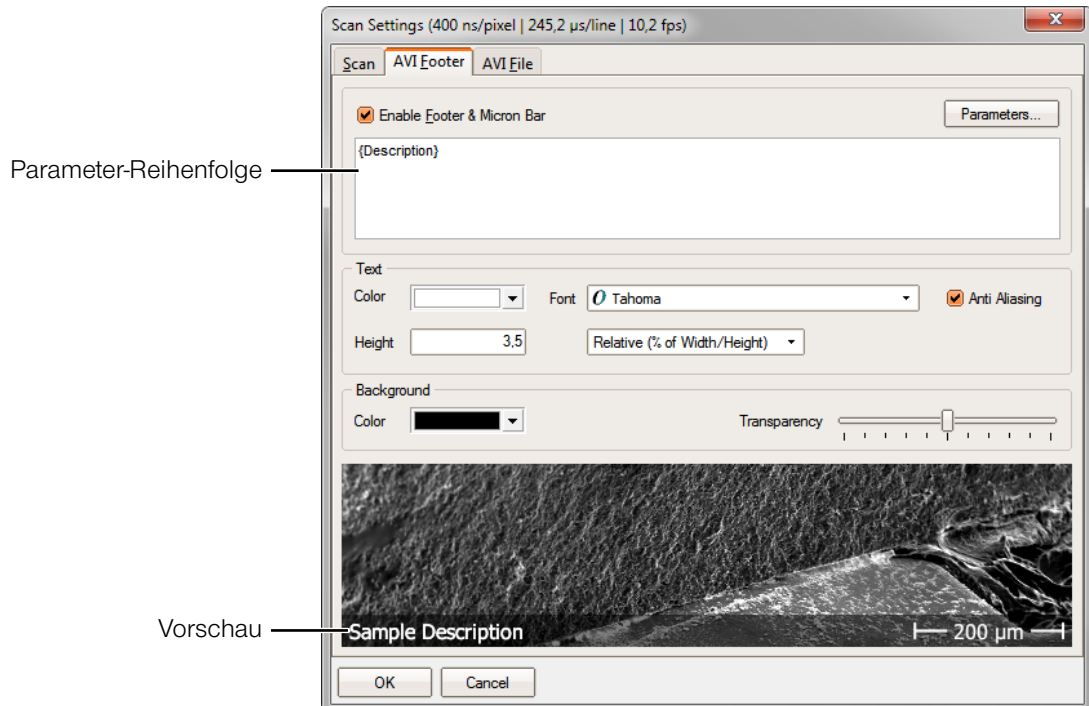 Scan Settings (400 ns/pixel | 245,2 µs/line | 10,2 fps)
Scan AVI Footer AVI File
Enable Footer & Micron Bar Parameters...
{Description}
Parameter-Reihenfolge
Text
Color Font O Tahoma Anti Aliasing
Height 3,5 Relative (% of Width/Height)
Background
Color Transparency
Vorschau
Sample Description 200 µm
OK Cancel